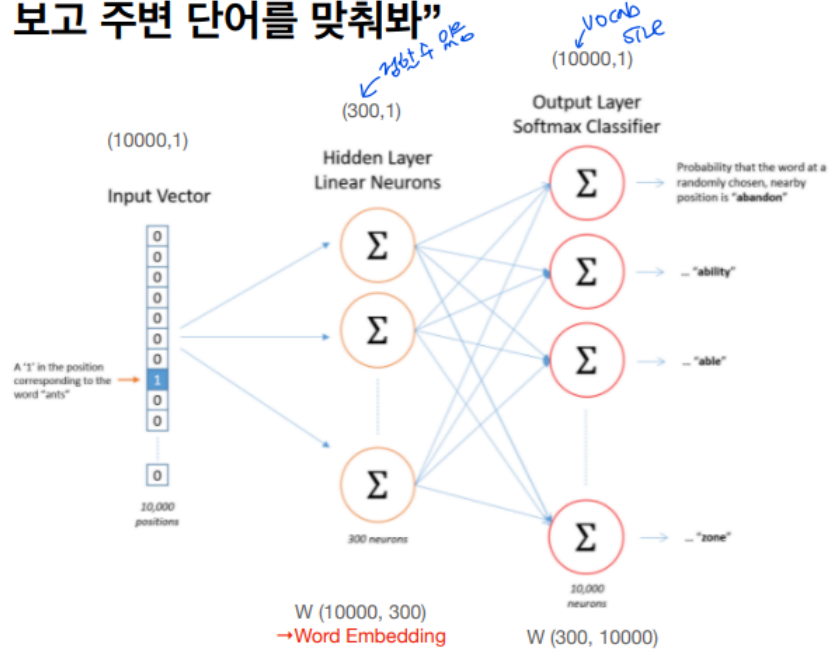 보고 주변 단어를 맞춰봐”
정할 수 있음
vocab
size
(10000,1)
(300,1)
(10000,1)
Input Vector
Hidden Layer
Linear Neurons
Output Layer
Softmax Classifier
0
0
0
0
0
0
0
1
0
0
0
A ‘1’ in the position
corresponding to the
word “ants”
10,000
positions
Σ
Σ
Σ
300 neurons
Σ
Σ
Σ
Σ
10,000
neurons
Probability that the word at a
randomly chosen, nearby
position is “abandon”
... “ability”
... “able”
... “zone”
W (10000, 300)
→Word Embedding
W (300, 10000)